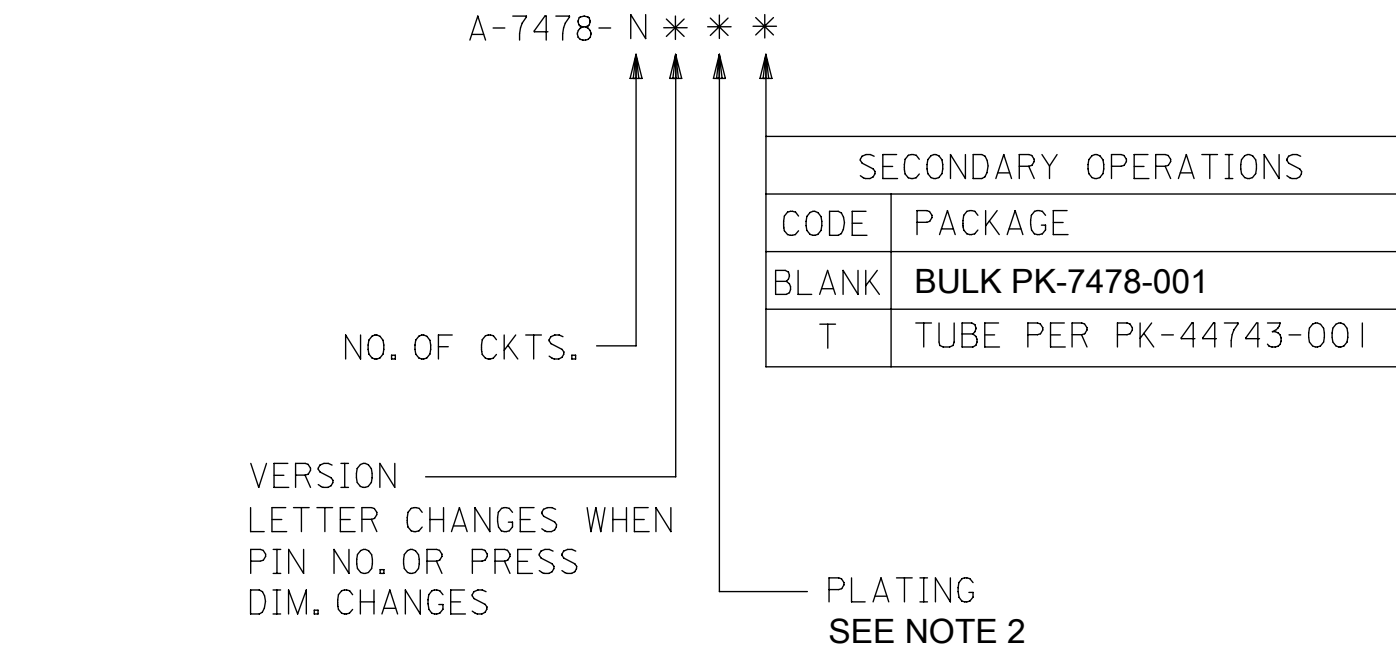 A-7478- N * * *
SECONDARY OPERATIONS
CODE PACKAGE
BLANK BULK PK-7478-001
T TUBE PER PK-44743-001
NO. OF CKTS.
VERSION
LETTER CHANGES WHEN
PIN NO. OR PRESS
DIM. CHANGES
PLATING
SEE NOTE 2